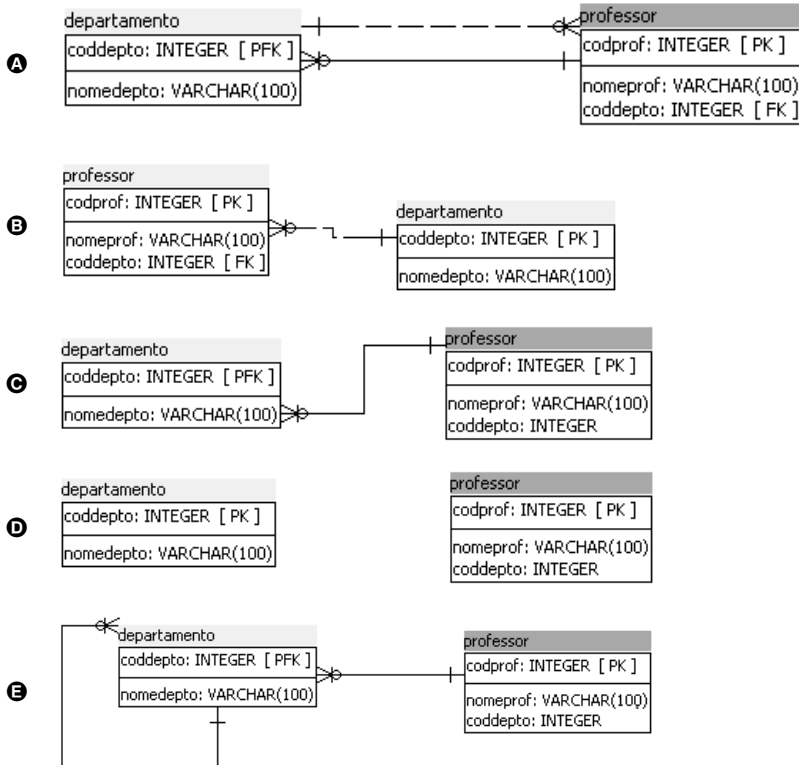 A
departamento
coddepto: INTEGER [ PFK ]
nomedepto: VARCHAR(100)
professor
codprof: INTEGER [ PK ]
nomeprof: VARCHAR(100)
coddepto: INTEGER [ FK ]
B
professor
codprof: INTEGER [ PK ]
nomeprof: VARCHAR(100)
coddepto: INTEGER [ FK ]
departamento
coddepto: INTEGER [ PK ]
nomedepto: VARCHAR(100)
C
departamento
coddepto: INTEGER [ PFK ]
nomedepto: VARCHAR(100)
professor
codprof: INTEGER [ PK ]
nomeprof: VARCHAR(100)
coddepto: INTEGER
D
departamento
coddepto: INTEGER [ PK ]
nomedepto: VARCHAR(100)
professor
codprof: INTEGER [ PK ]
nomeprof: VARCHAR(100)
coddepto: INTEGER
E
departamento
coddepto: INTEGER [ PFK ]
nomedepto: VARCHAR(100)
professor
codprof: INTEGER [ PK ]
nomeprof: VARCHAR(100)
coddepto: INTEGER